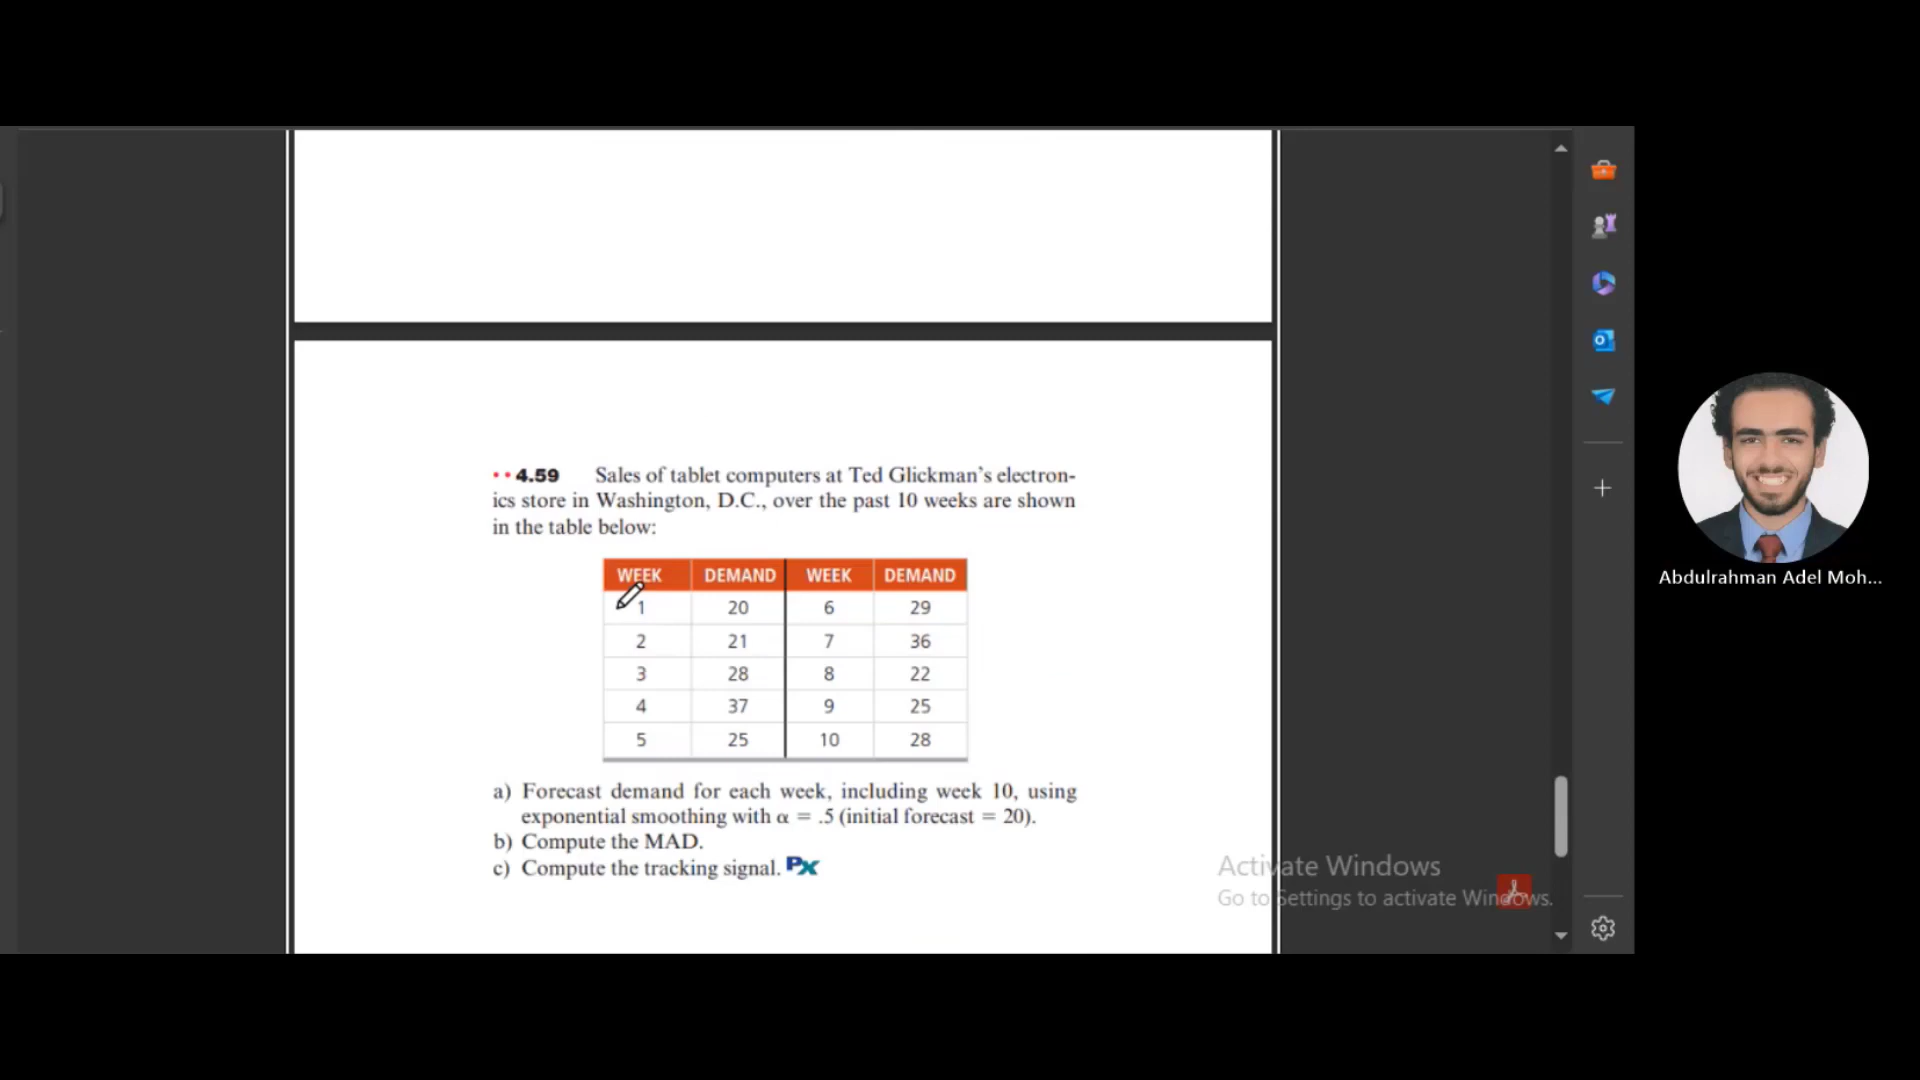 4.59 Sales of tablet computers at Ted Glickman's electron-
ics store in Washington, D.C., over the past 10 weeks are shown
in the table below:
WEEK DEMAND WEEK DEMAND
1 20 6 29
2 21 7 36
3 28 8 22
4 37 9 25
5 25 10 28
a) Forecast demand for each week, including week 10, using
exponential smoothing with α = .5 (initial forecast = 20).
b) Compute the MAD.
c) Compute the tracking signal. PX
Activate Windows
Go to Settings to activate Windows.
Abdulrahman Adel Moh...